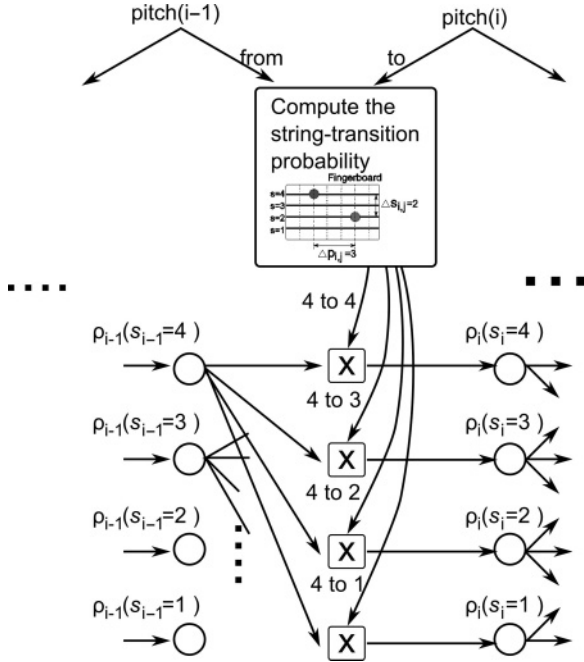 pitch(i–1)
pitch(i)
from
to
Compute the
string-transition
probability
Fingerboard
s=4
s=3
s=2
s=1
△s_{i,j}=2
△p_{i,j}=3
4 to 4
ρ_{i-1}(s_{i–1}=4)
X
ρ_i(s_i=4)
4 to 3
ρ_{i-1}(s_{i–1}=3)
X
ρ_i(s_i=3)
4 to 2
ρ_{i-1}(s_{i–1}=2)
X
ρ_i(s_i=2)
4 to 1
ρ_{i-1}(s_{i–1}=1)
X
ρ_i(s_i=1)